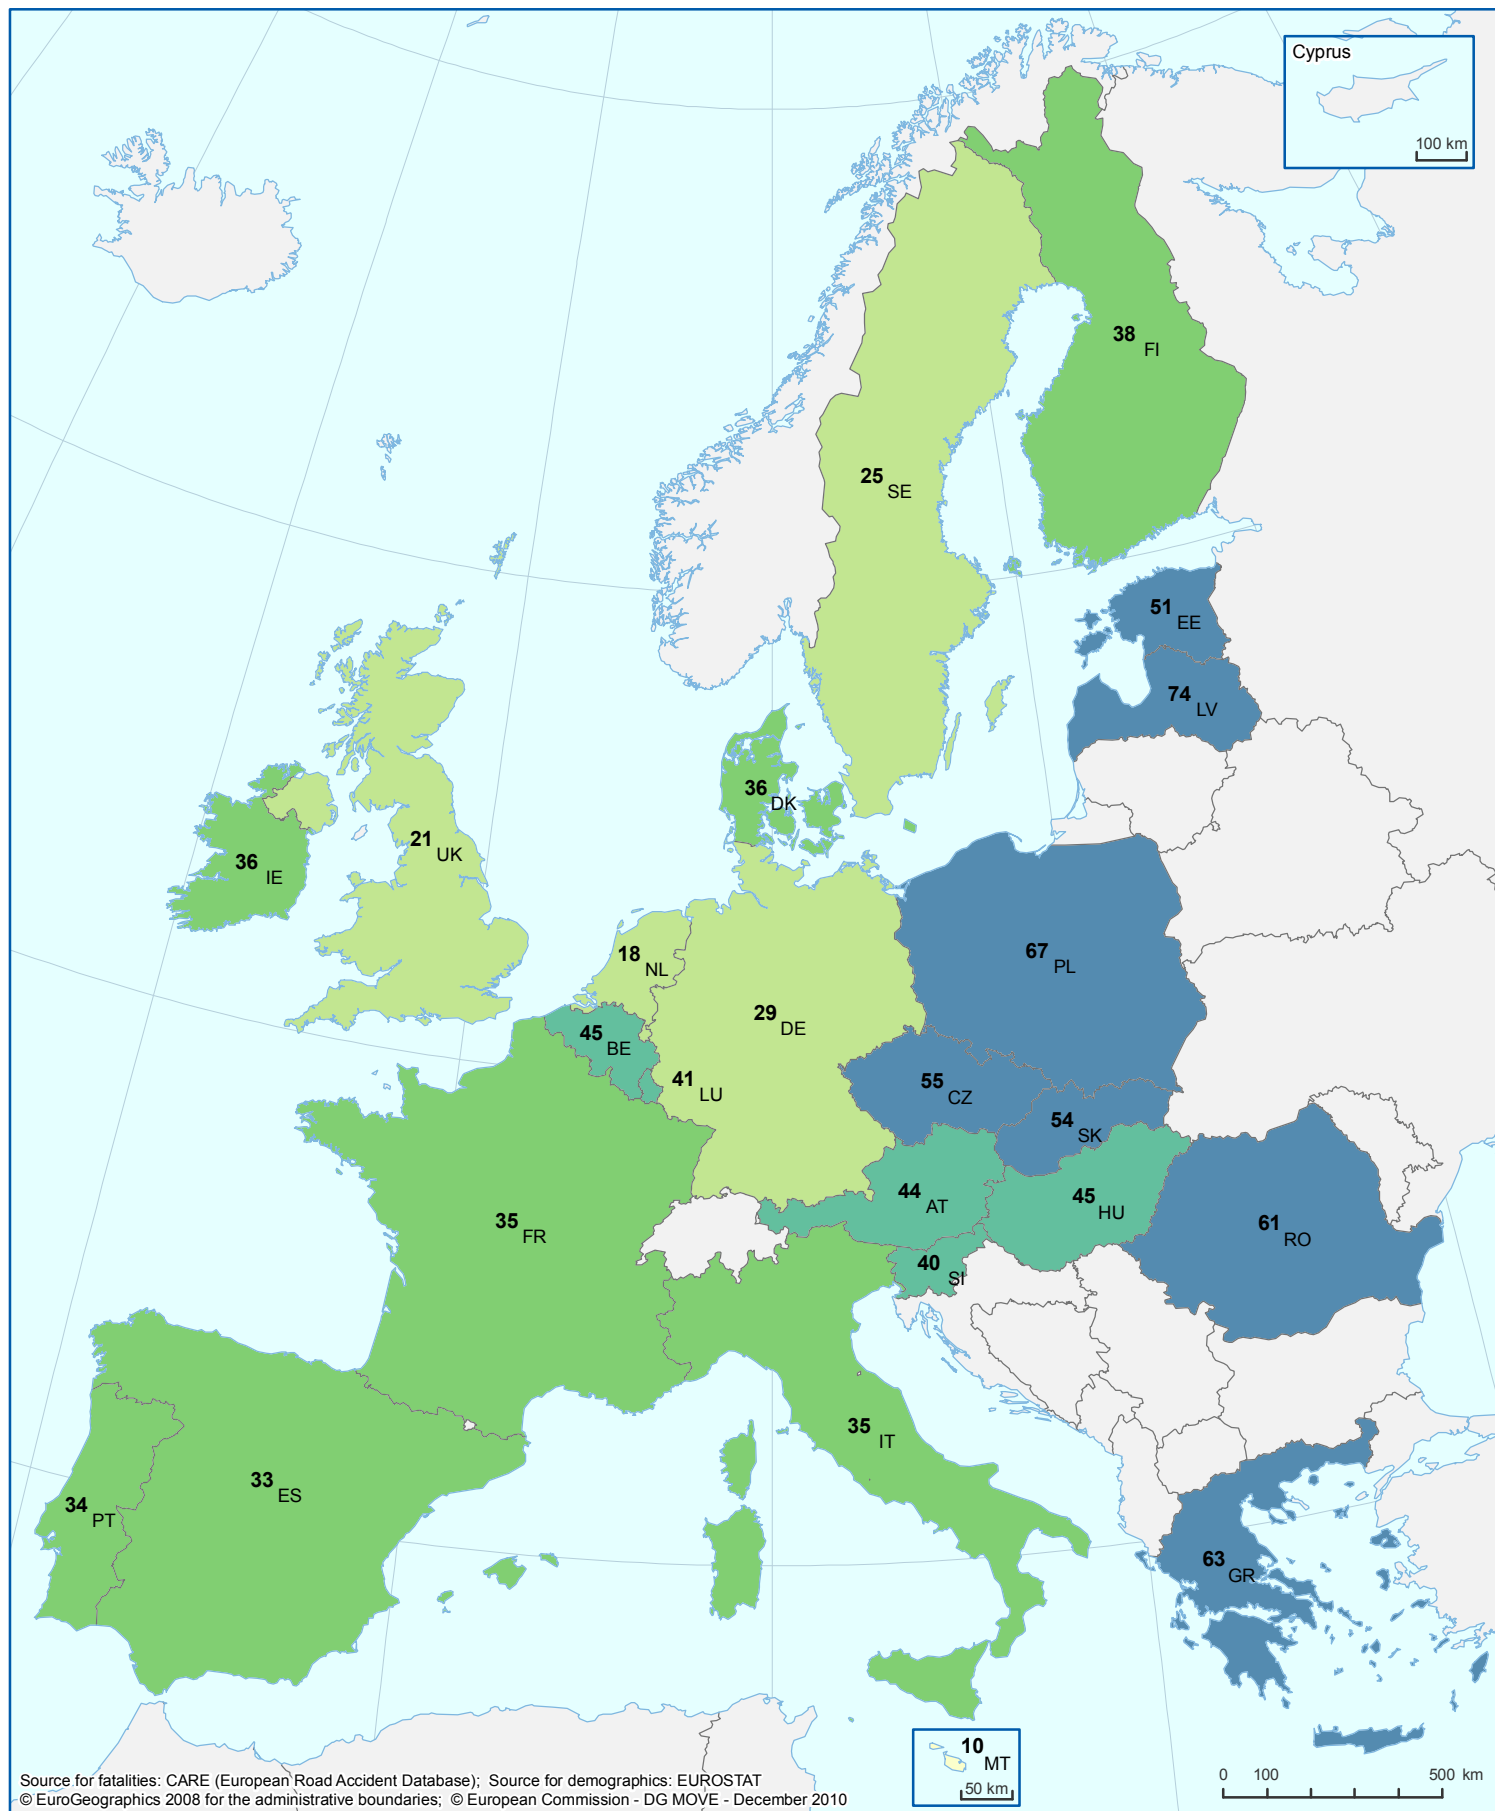 Cyprus
100 km
38 FI
25 SE
51 EE
74 LV
36 DK
21 UK
36 IE
18 NL
67 PL
29 DE
45 BE
41 LU
55 CZ
54 SK
44 AT
45 HU
35 FR
61 RO
40 SI
35 IT
33 ES
34 PT
63 GR
10 MT
50 km
0 100 500 km
Source for fatalities: CARE (European Road Accident Database); Source for demographics: EUROSTAT
© EuroGeographics 2008 for the administrative boundaries; © European Commission - DG MOVE - December 2010